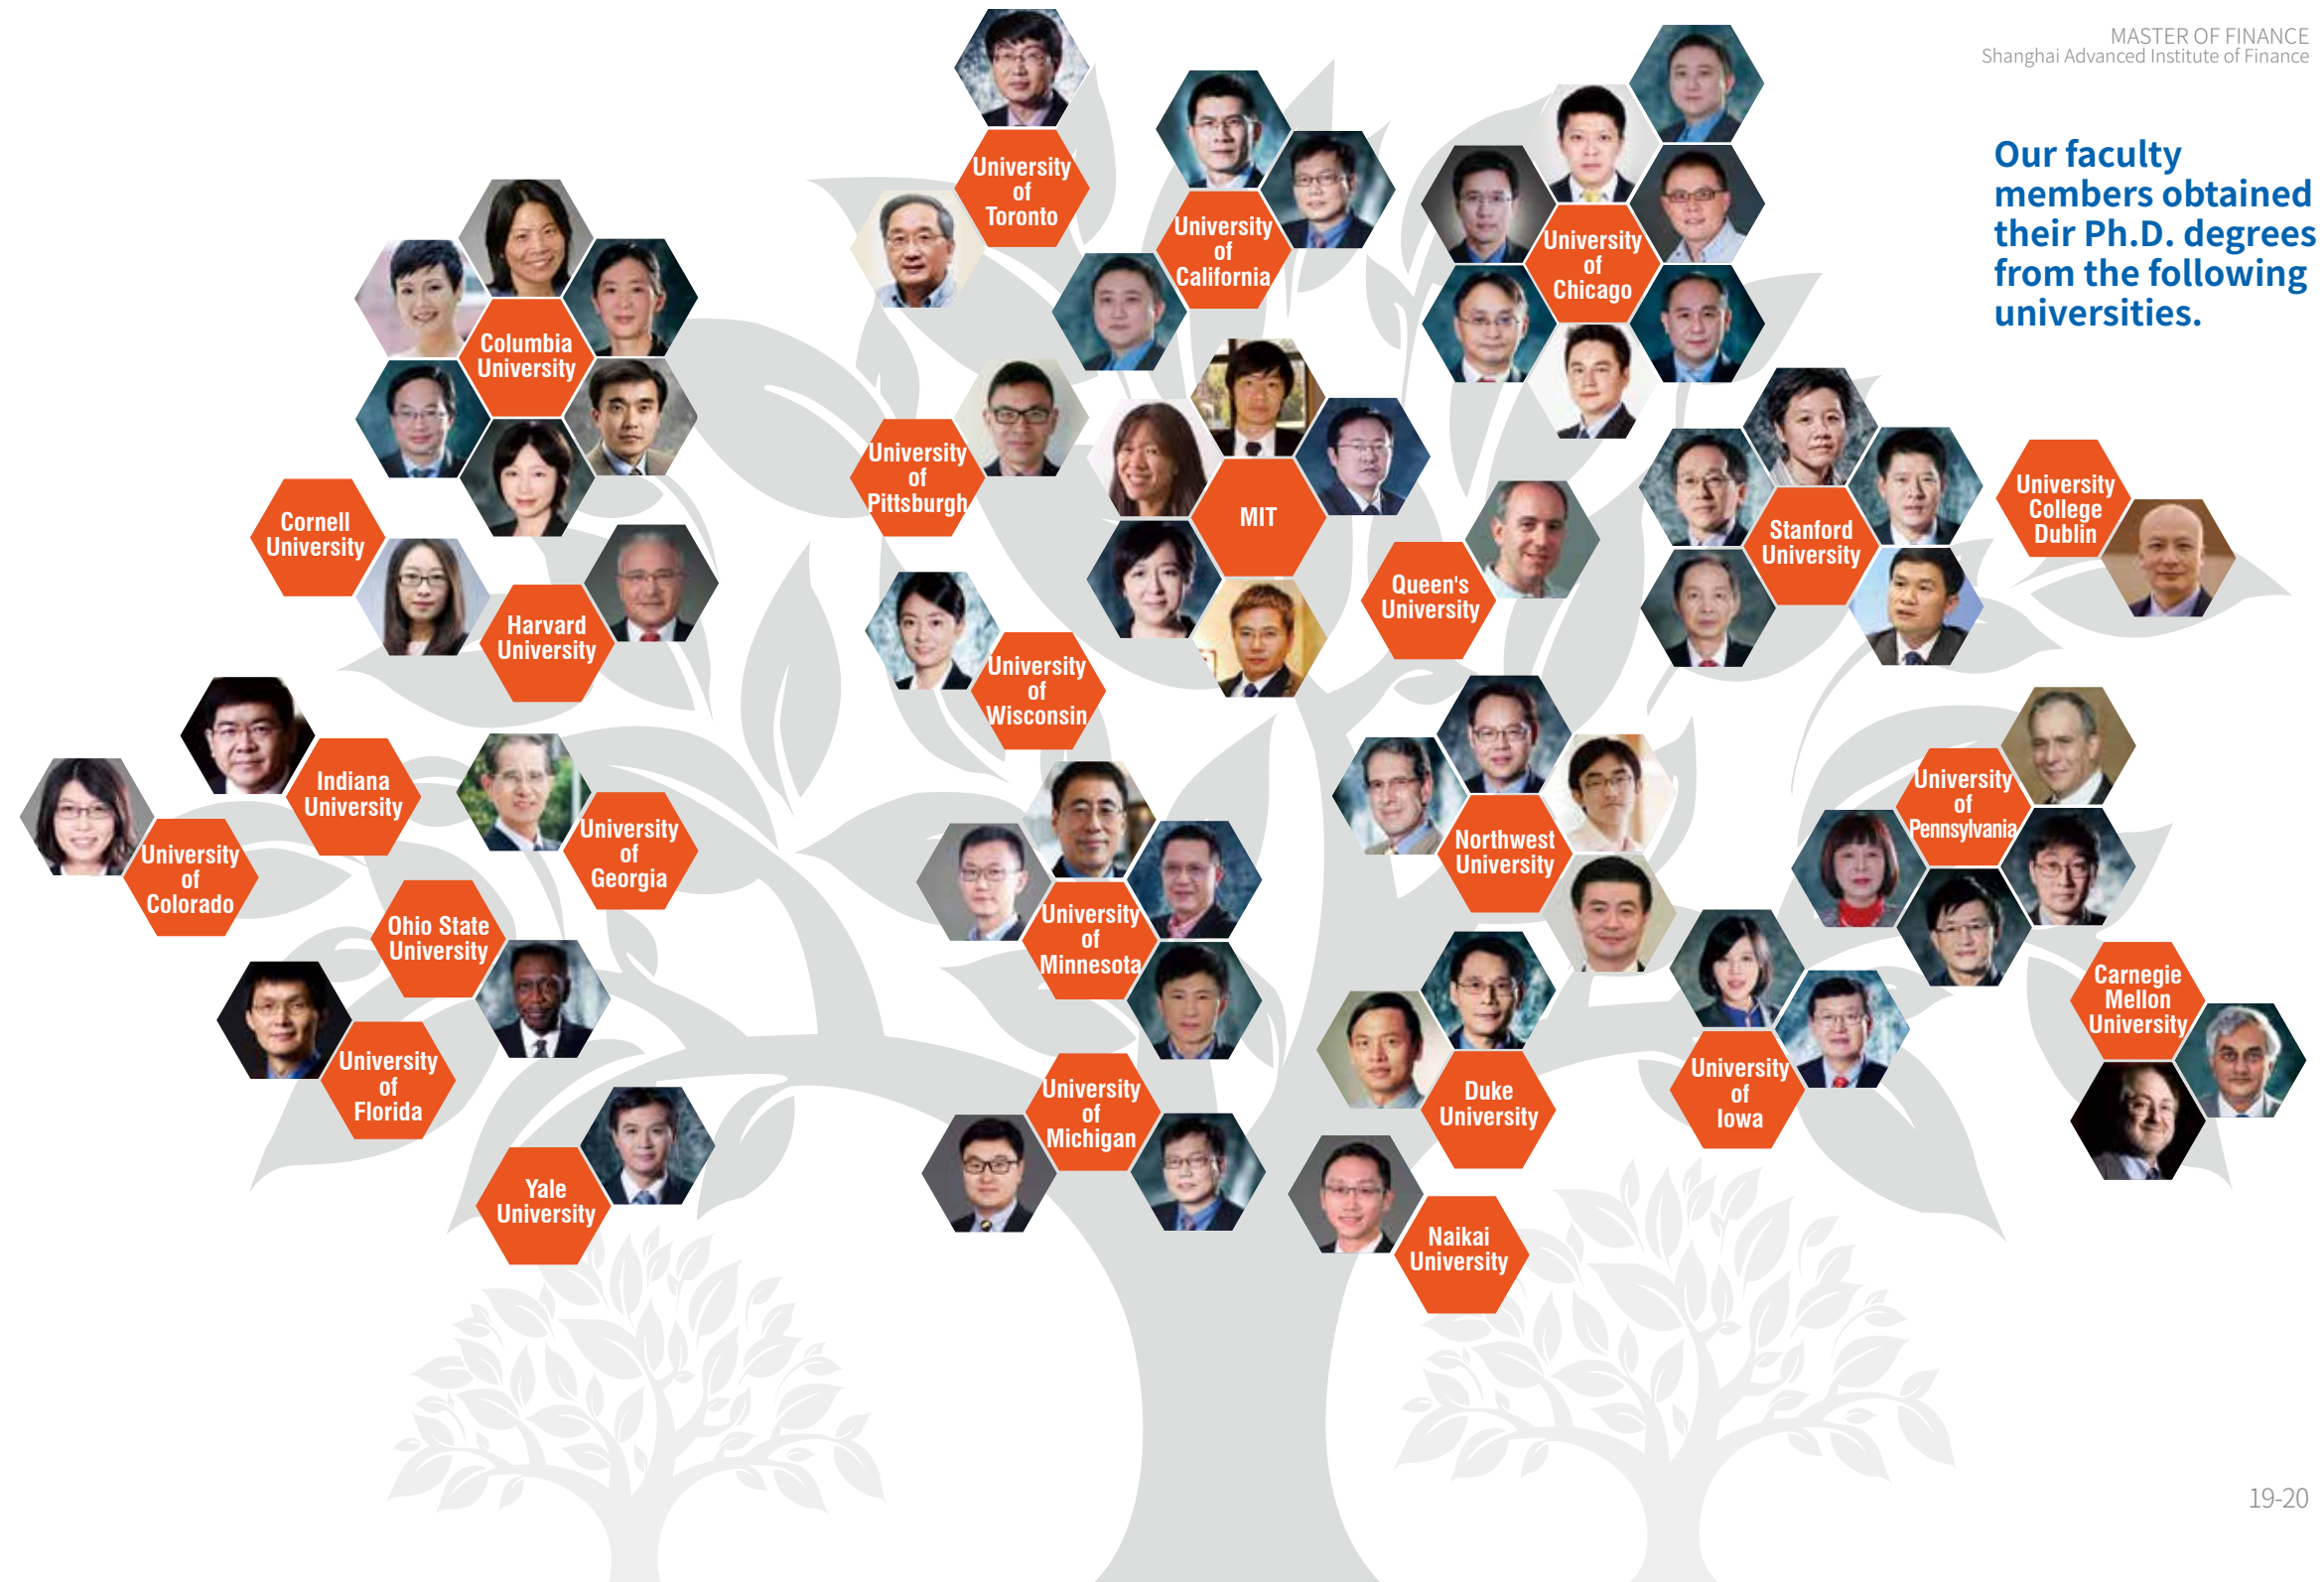 MASTER OF FINANCE
Shanghai Advanced Institute of Finance
Our faculty
members obtained
their Ph.D. degrees
from the following
universities.
University
of
Toronto
University
of
California
University
of
Chicago
Columbia
University
University
of
Pittsburgh
MIT
Stanford
University
University
College
Dublin
Cornell
University
Queen's
University
Harvard
University
University
of
Wisconsin
Indiana
University
University
of
Georgia
University
of
Colorado
Northwest
University
University
of
Pennsylvania
Ohio State
University
University
of
Minnesota
Carnegie
Mellon
University
University
of
Florida
University
of
Michigan
Duke
University
University
of
Iowa
Yale
University
Naikai
University
19-20